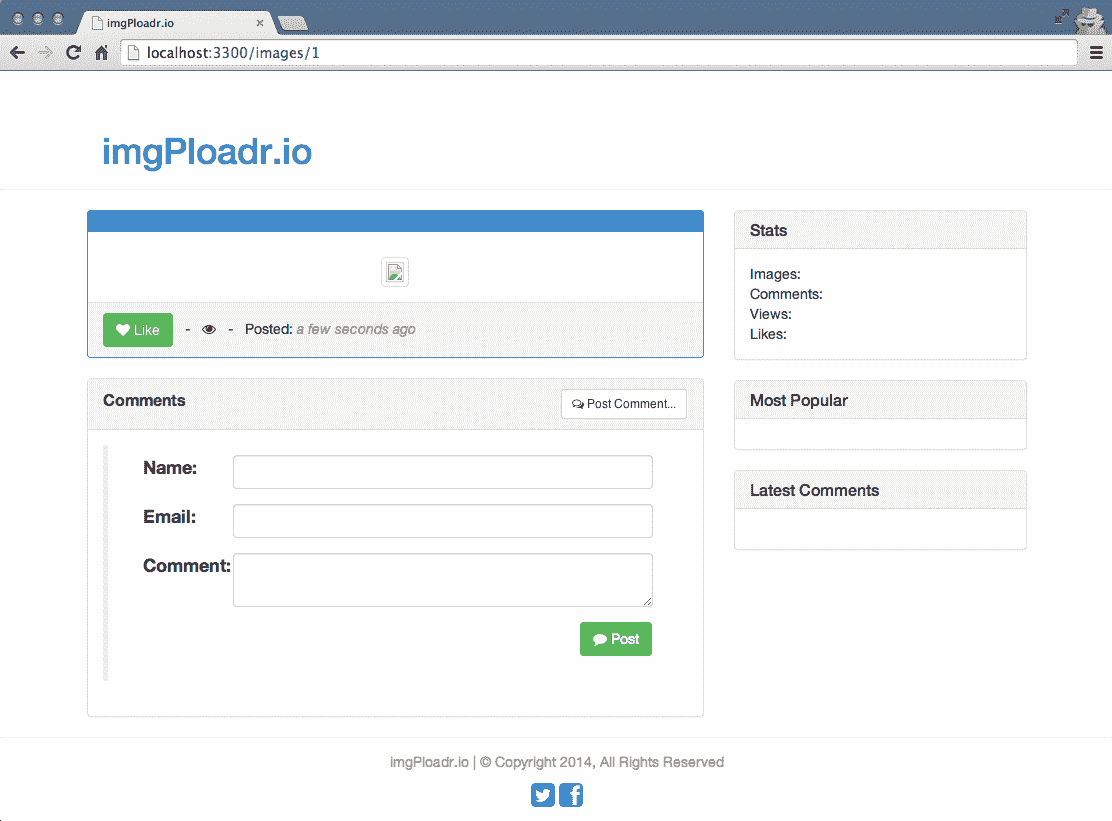 imgPloadr.io
localhost:3300/images/1
imgPloadr.io
Like - - Posted: a few seconds ago
Comments
Post Comment...
Name:
Email:
Comment:
Post
Stats
Images:
Comments:
Views:
Likes:
Most Popular
Latest Comments
imgPloadr.io | © Copyright 2014, All Rights Reserved